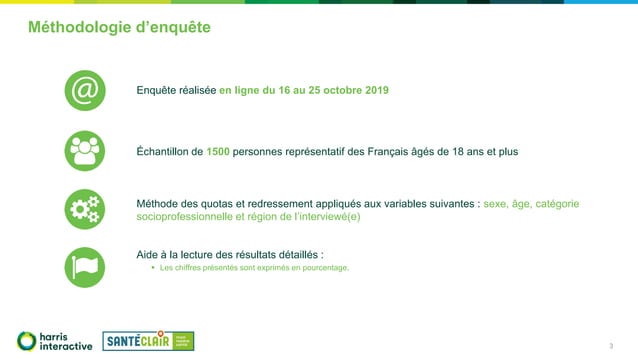 Méthodologie d’enquête
@
Enquête réalisée en ligne du 16 au 25 octobre 2019
Échantillon de 1500 personnes représentatif des Français âgés de 18 ans et plus
Méthode des quotas et redressement appliqués aux variables suivantes : sexe, âge, catégorie
socioprofessionnelle et région de l’interviewé(e)
Aide à la lecture des résultats détaillés :
▪ Les chiffres présentés sont exprimés en pourcentage.
harris
interactive
SANTÉCLAIR
3